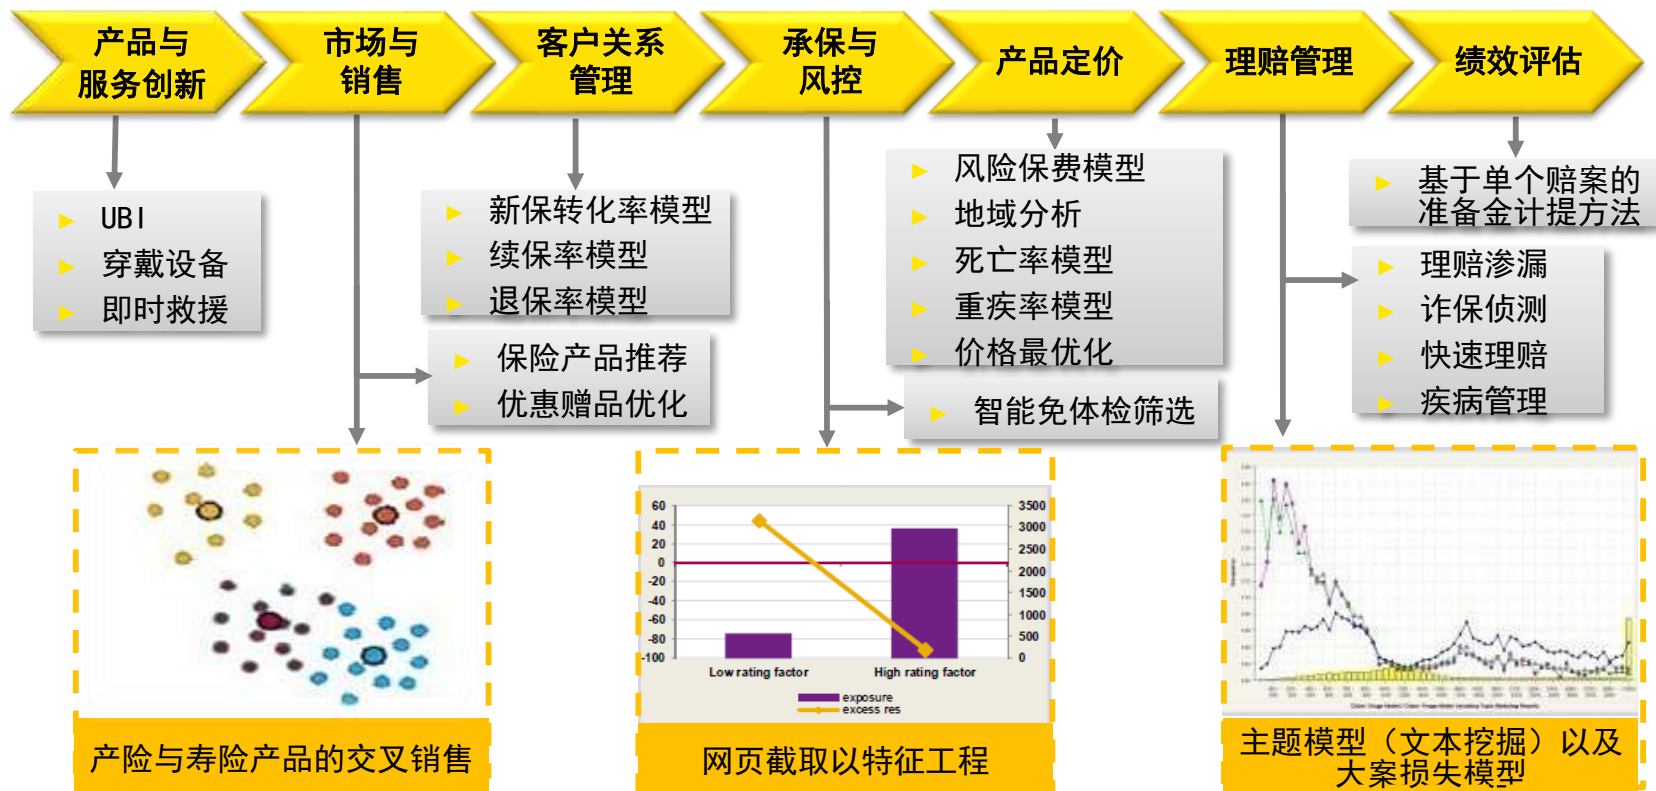 产品与
服务创新
市场与
销售
客户关系
管理
承保与
风控
产品定价
理赔管理
绩效评估
UBI
穿戴设备
即时救援
新保转化率模型
续保率模型
退保率模型
保险产品推荐
优惠赠品优化
风险保费模型
地域分析
死亡率模型
重疾率模型
价格最优化
智能免体检筛选
基于单个赔案的
准备金计提方法
理赔渗漏
诈保侦测
快速理赔
疾病管理
60
40
20
0
-20
-40
-60
-80
-100
3500
3000
2500
2000
1500
1000
500
0
Low rating factor
High rating factor
exposure
excess res
产险与寿险产品的交叉销售
网页截取以特征工程
主题模型（文本挖掘）以及
大案损失模型